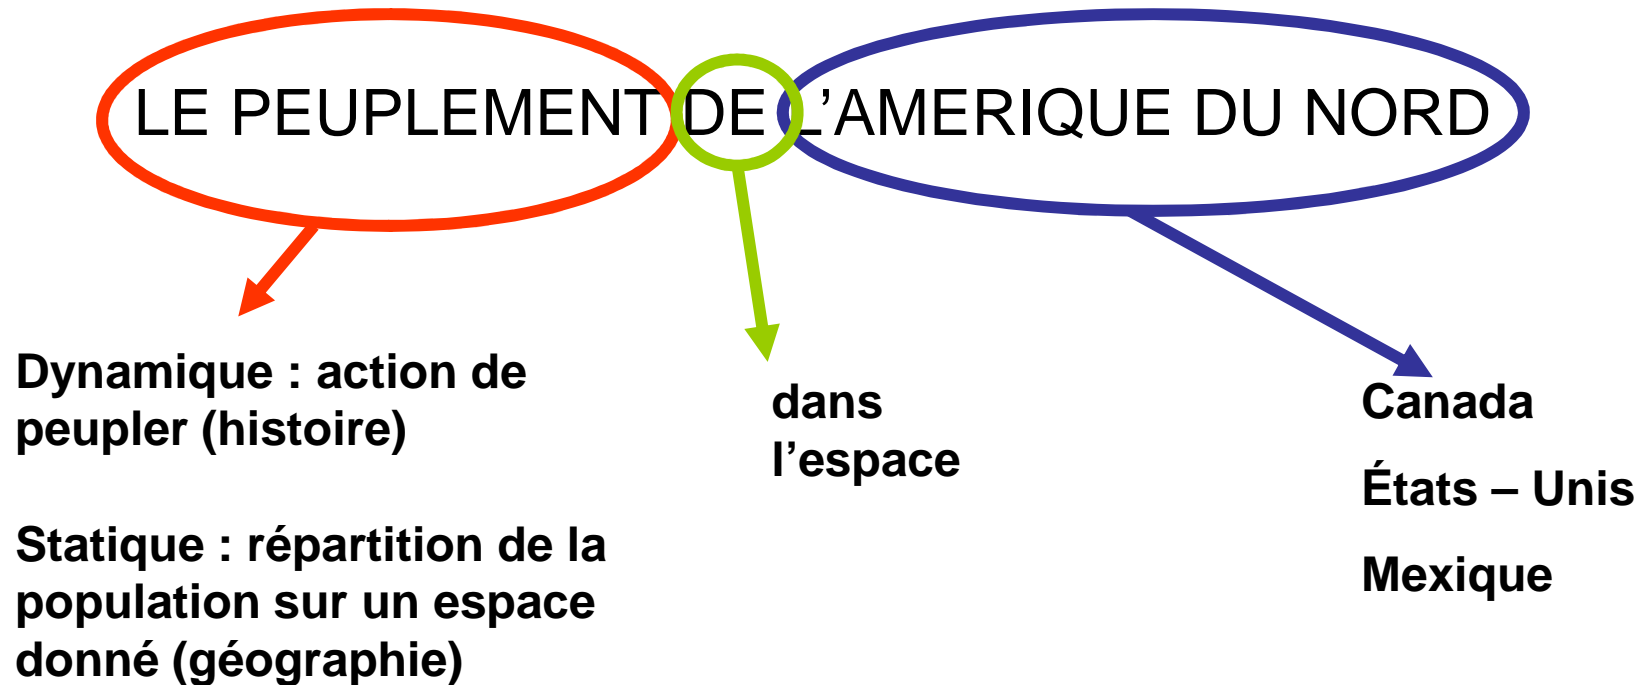 LE PEUPLEMENT DE L’AMERIQUE DU NORD
Dynamique : action de
peupler (histoire)
Statique : répartition de la
population sur un espace
donné (géographie)
dans
l’espace
Canada
États – Unis
Mexique